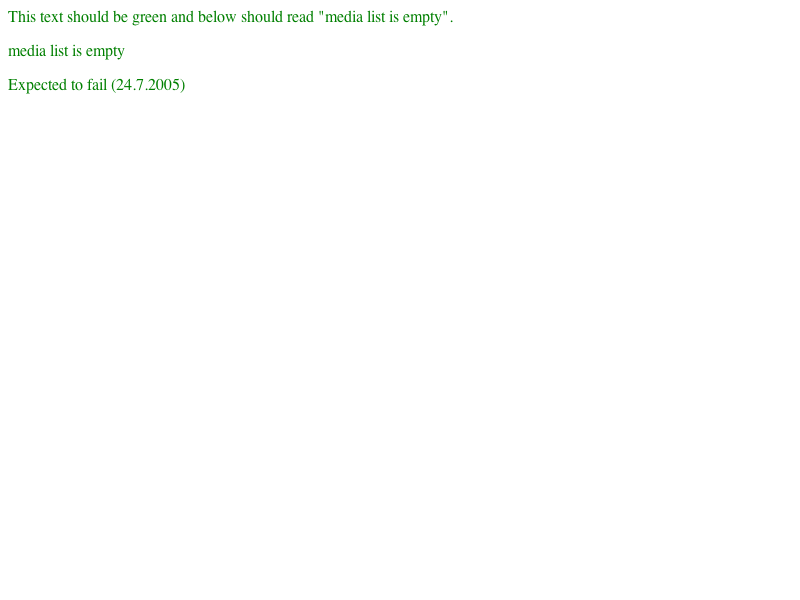 This text should be green and below should read "media list is empty".
media list is empty
Expected to fail (24.7.2005)